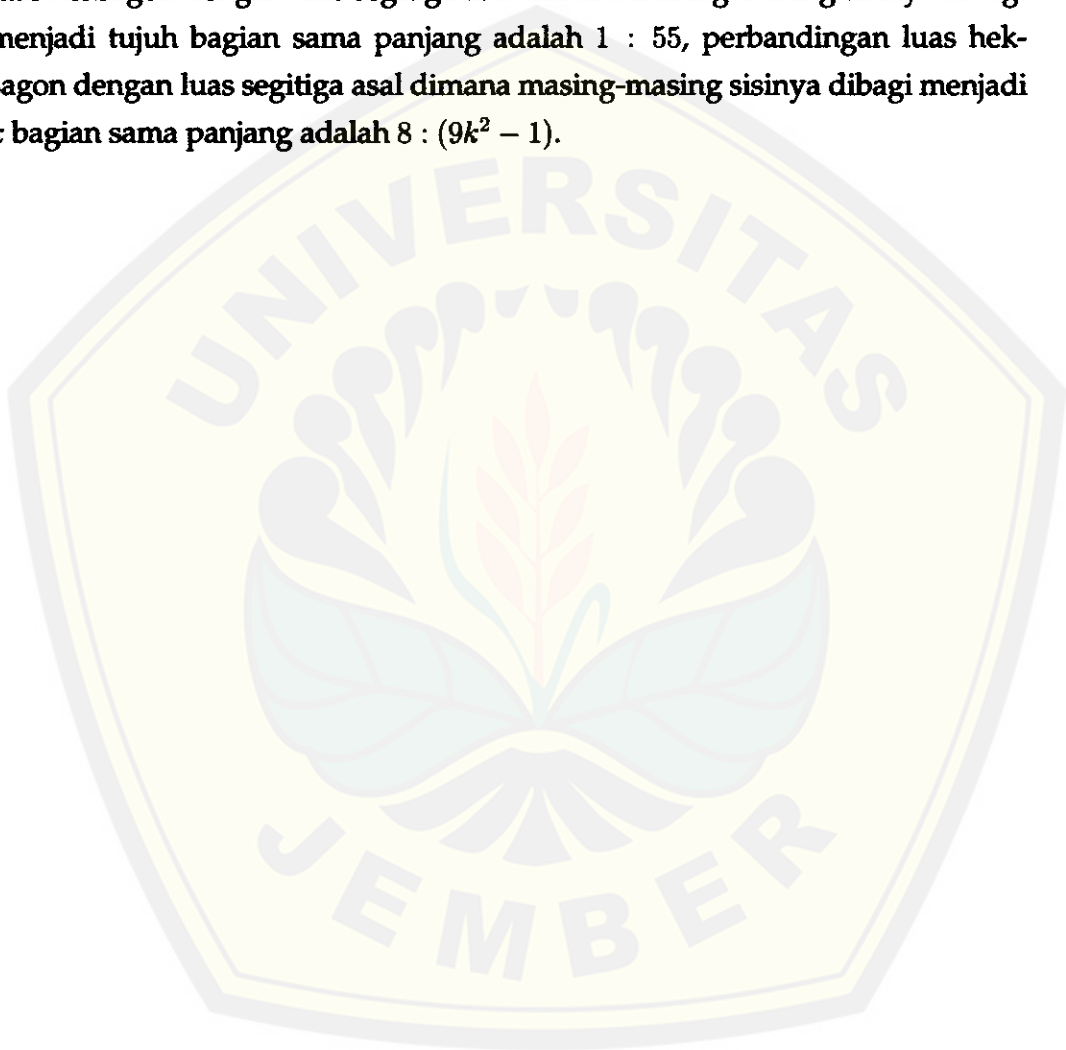 menjadi tujuh bagian sama panjang adalah 1 : 55, perbandingan luas hek-
agon dengan luas segitiga asal dimana masing-masing sisinya dibagi menjadi
bagian sama panjang adalah 8 : (9k² − 1).
UNIVERSITAS
JEMBER